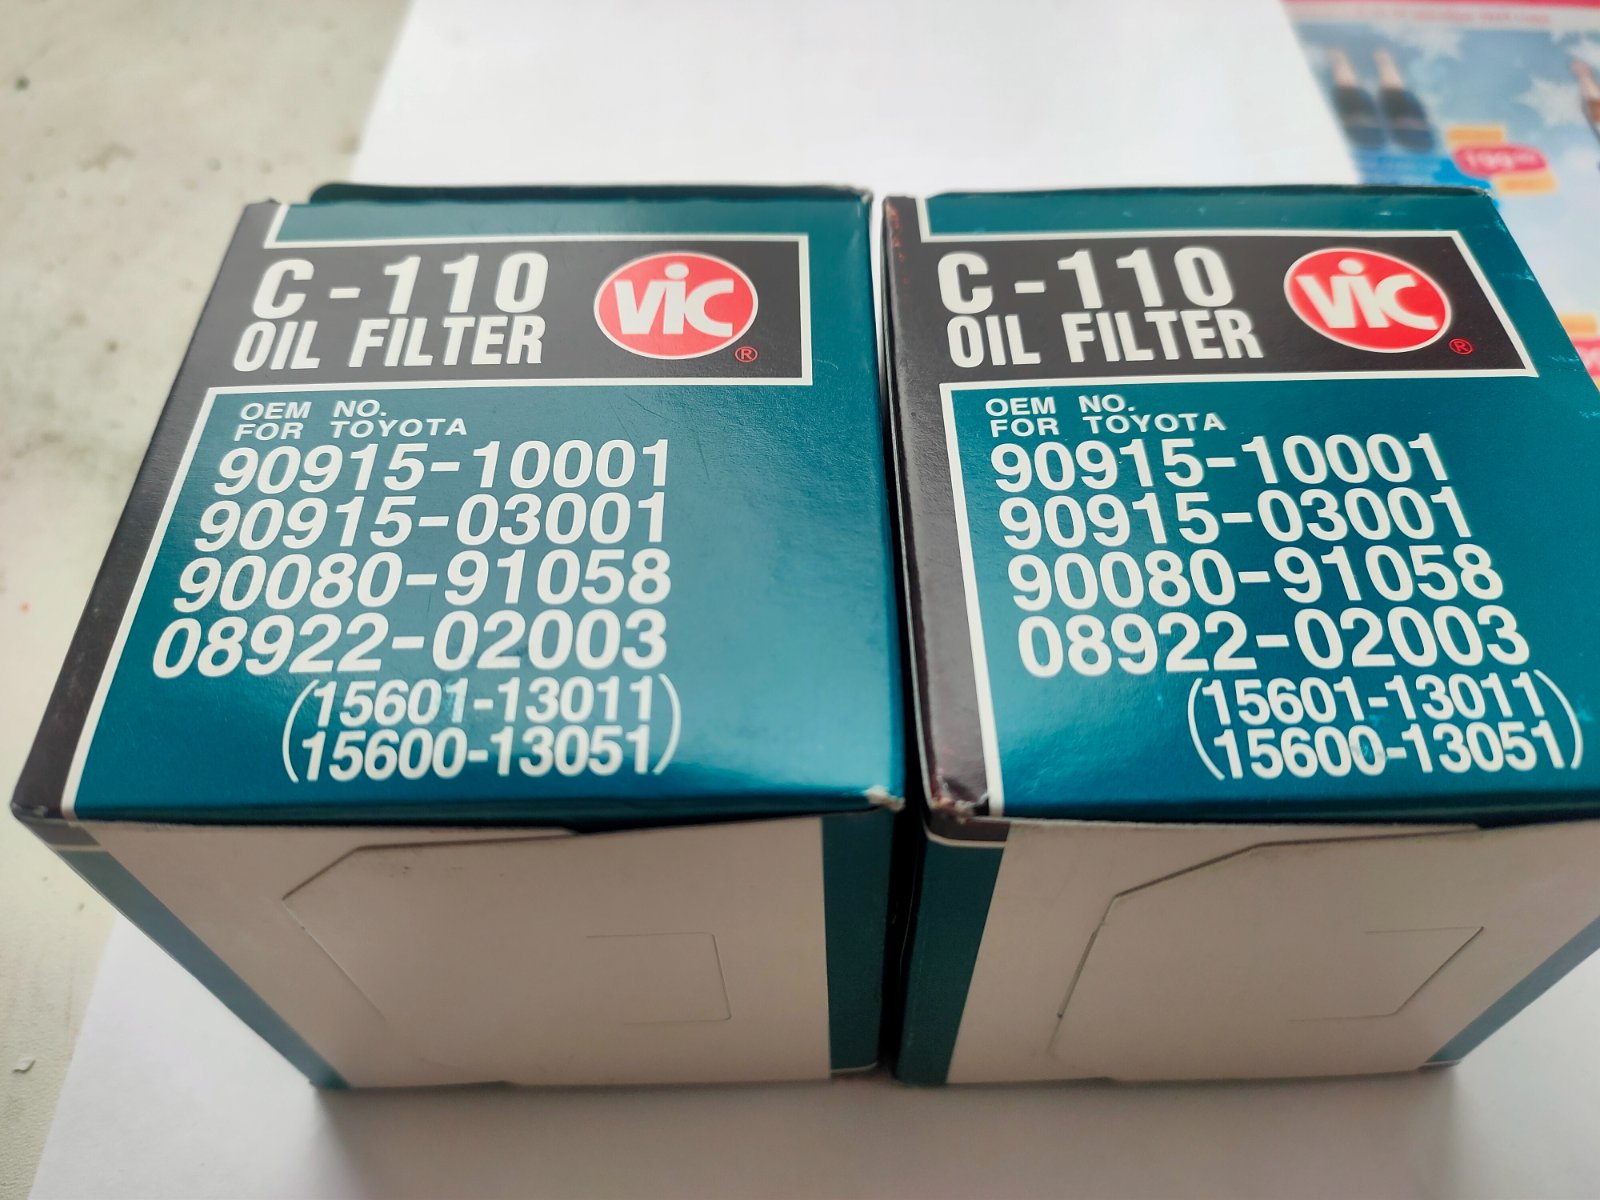 C-110
OIL FILTER
VIC
®
OEM NO.
FOR TOYOTA
90915-10001
90915-03001
90080-91058
08922-02003
(15601-13011)
(15600-13051)
C-110
OIL FILTER
VIC
®
OEM NO.
FOR TOYOTA
90915-10001
90915-03001
90080-91058
08922-02003
(15601-13011)
(15600-13051)